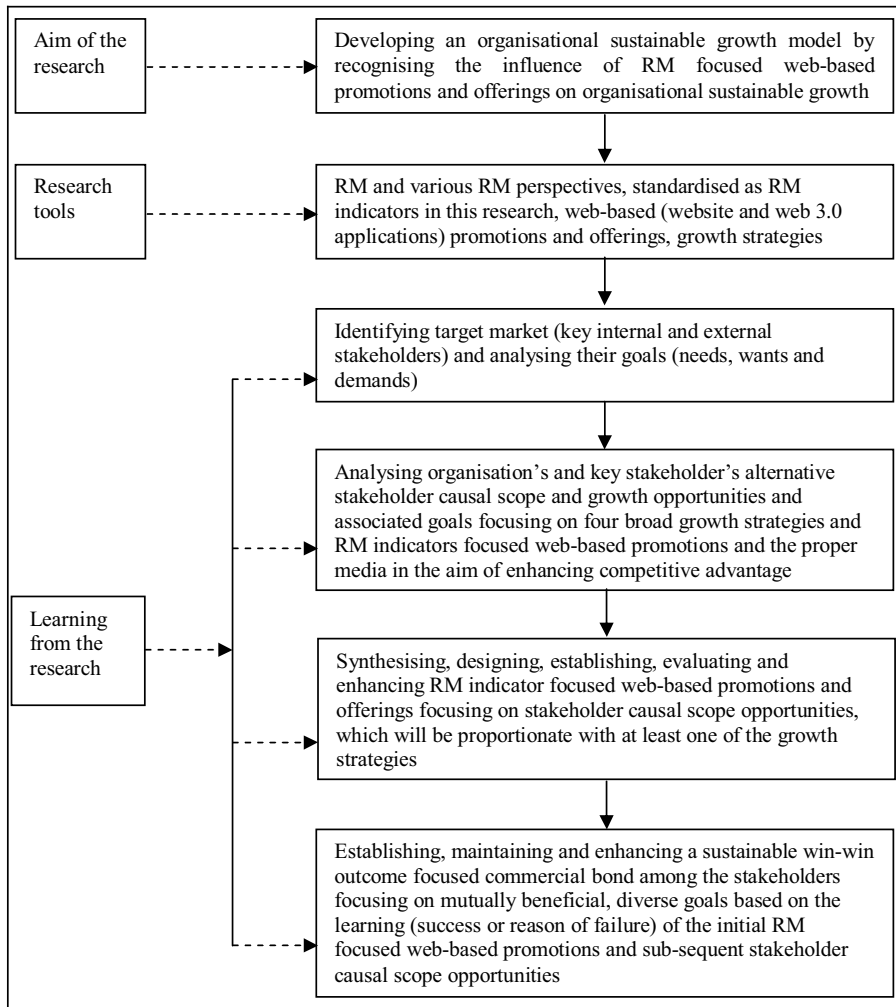 Aim of the
research
Developing an organisational sustainable growth model by
recognising the influence of RM focused web-based
promotions and offerings on organisational sustainable growth
Research
tools
RM and various RM perspectives, standardised as RM
indicators in this research, web-based (website and web 3.0
applications) promotions and offerings, growth strategies
Identifying target market (key internal and external
stakeholders) and analysing their goals (needs, wants and
demands)
Analysing organisation’s and key stakeholder’s alternative
stakeholder causal scope and growth opportunities and
associated goals focusing on four broad growth strategies and
RM indicators focused web-based promotions and the proper
media in the aim of enhancing competitive advantage
Learning
from the
research
Synthesising, designing, establishing, evaluating and
enhancing RM indicator focused web-based promotions and
offerings focusing on stakeholder causal scope opportunities,
which will be proportionate with at least one of the growth
strategies
Establishing, maintaining and enhancing a sustainable win-win
outcome focused commercial bond among the stakeholders
focusing on mutually beneficial, diverse goals based on the
learning (success or reason of failure) of the initial RM
focused web-based promotions and sub-sequent stakeholder
causal scope opportunities